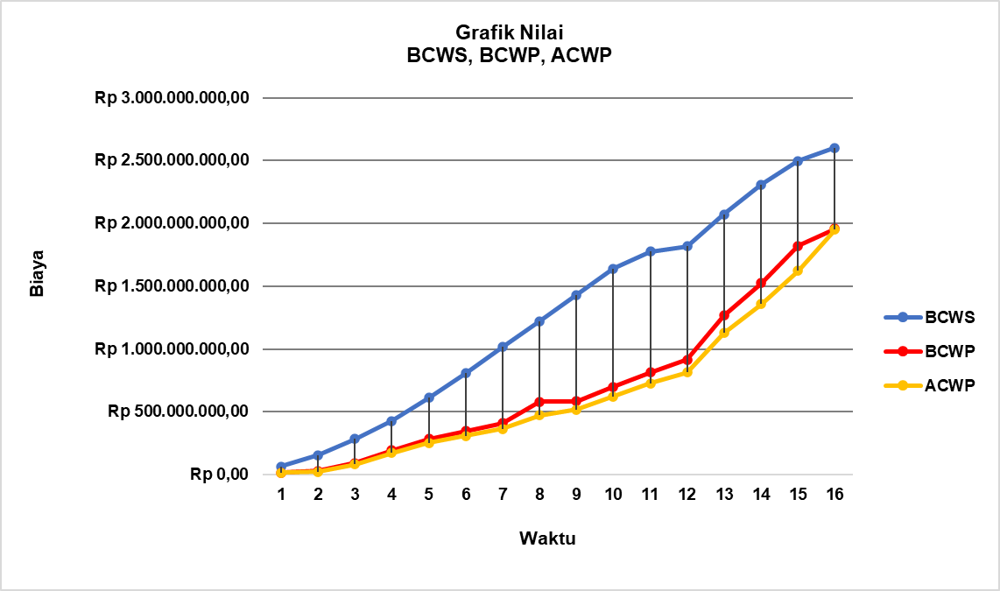 Grafik Nilai
BCWS, BCWP, ACWP
Rp 3.000.000.000,00
Rp 2.500.000.000,00
Rp 2.000.000.000,00
Rp 1.500.000.000,00
Rp 1.000.000.000,00
Rp 500.000.000,00
Rp 0,00
Biaya
1 2 3 4 5 6 7 8 9 10 11 12 13 14 15 16
Waktu
BCWS
BCWP
ACWP